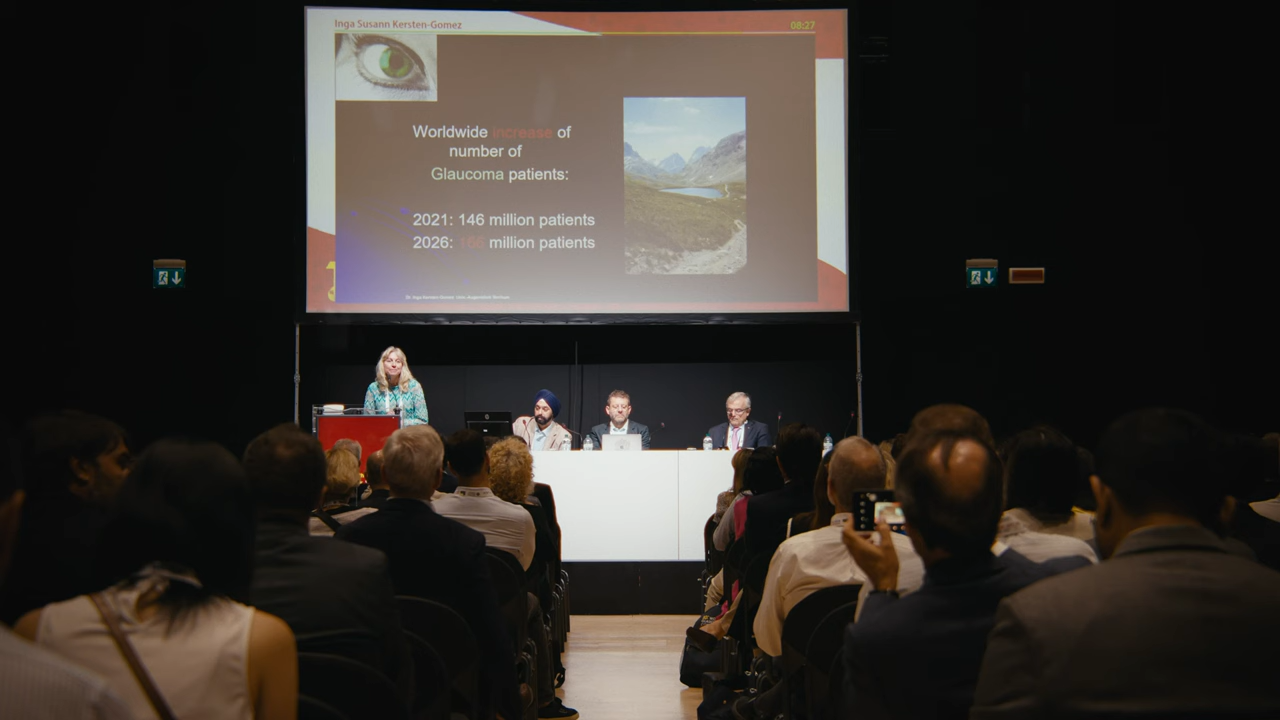 Inga Susann Kersten-Gomez
08:27
Worldwide increase of
number of
Glaucoma patients:
2021: 146 million patients
2026: million patients